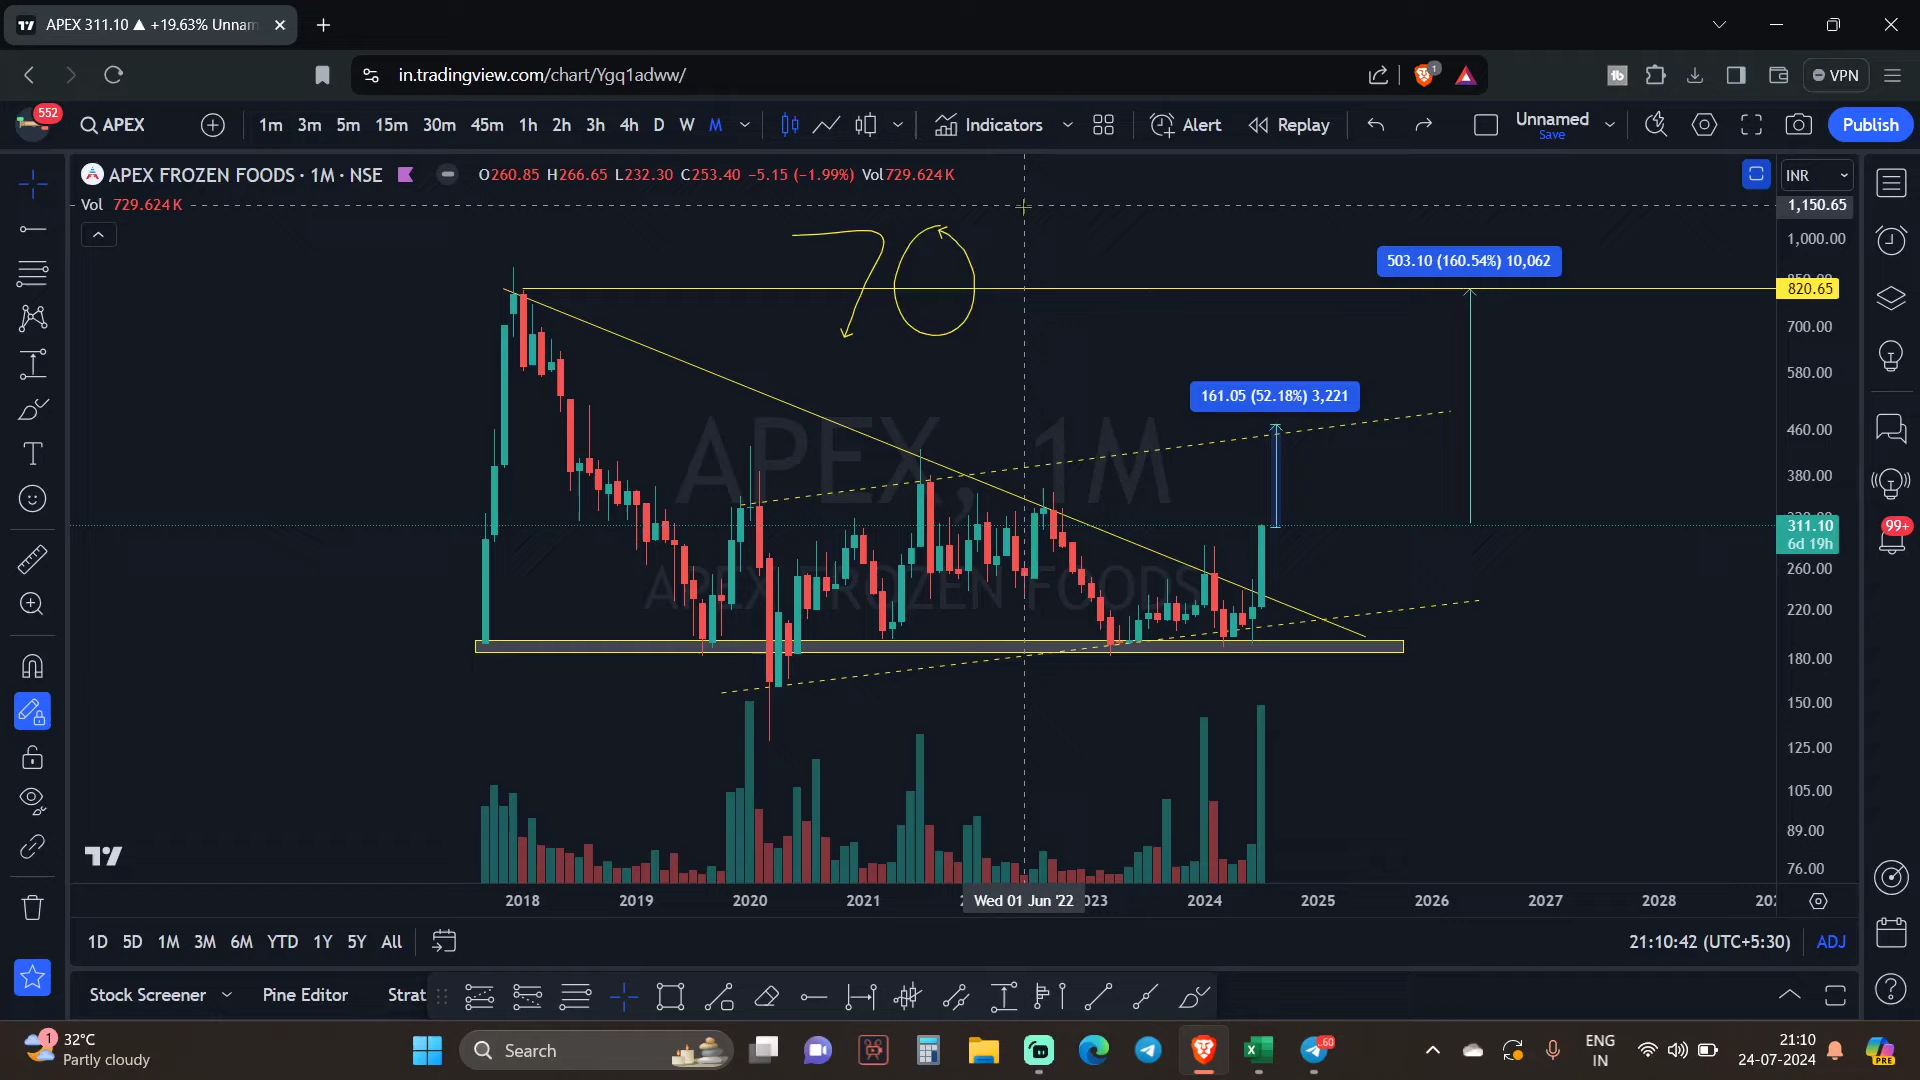 APEX 311.10 ▲ +19.63% Unnam
in.tradingview.com/chart/Ygq1adww/
1
VPN
552
APEX
1m 3m 5m 15m 30m 45m 1h 2h 3h 4h D W M
Indicators
Alert
Replay
Unnamed
Save
Publish
APEX FROZEN FOODS · 1M · NSE
O260.85 H266.65 L232.30 C253.40 −5.15 (−1.99%) Vol729.624 K
INR
Vol 729.624 K
1,150.65
70
1,000.00
503.10 (160.54%) 10,062
820.65
700.00
580.00
161.05 (52.18%) 3,221
460.00
APEX, 1M
380.00
311.10
6d 19h
99+
260.00
APEX FROZEN FOODS
220.00
180.00
150.00
125.00
105.00
89.00
76.00
2018 2019 2020 2021 Wed 01 Jun '22 2024 2025 2026 2027 2028
1D 5D 1M 3M 6M YTD 1Y 5Y All
21:10:42 (UTC+5:30)
ADJ
Stock Screener
Pine Editor
Strat
1
32°C
Partly cloudy
Search
60
ENG
IN
21:10
24-07-2024
PRE